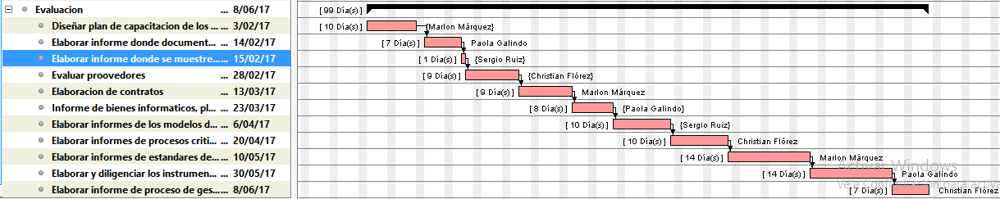 Evaluacion ... 8/06/17 [ 99 Día(s) ]
Diseñar plan de capacitacion de los ... ... 3/02/17 [ 10 Día(s) ] {Marlon Márquez}
Elaborar informe donde document... ... 14/02/17 [ 7 Día(s) ] Paola Galindo
Elaborar informe donde se muestre... ... 15/02/17 [ 1 Día(s) ] {Sergio Ruiz}
Evaluar proovedores ... 28/02/17 [ 9 Día(s) ] {Christian Flórez}
Elaboracion de contratos ... 13/03/17 [ 9 Día(s) ] Marlon Márquez
Informe de bienes informaticos, pl... ... 23/03/17 [ 8 Día(s) ] {Paola Galindo}
Elaborar informes de los modelos d... ... 6/04/17 [ 10 Día(s) ] {Sergio Ruiz}
Elaborar informes de procesos criti... ... 20/04/17 [ 10 Día(s) ] Christian Flórez
Elaborar informes de estandares de... ... 10/05/17 [ 14 Día(s) ] Marlon Márquez
Elaborar y diligenciar los instrumen... ... 30/05/17 [ 14 Día(s) ] Paola Galindo
Elaborar informe de proceso de ges... ... 8/06/17 [ 7 Día(s) ] Christian Flórez
Activar Windows
Ve a Configuración para activa